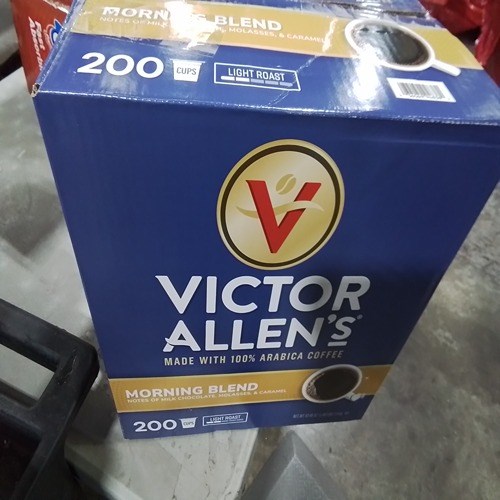 MORNING BLEND
NOTES OF MILK MOLASSES, & CARAMEL
200 CUPS
LIGHT ROAST
V
VICTOR
ALLEN'S
MADE WITH 100% ARABICA COFFEE
MORNING BLEND
NOTES OF MILK CHOCOLATE, MOLASSES, & CARAMEL
200 CUPS
LIGHT ROAST